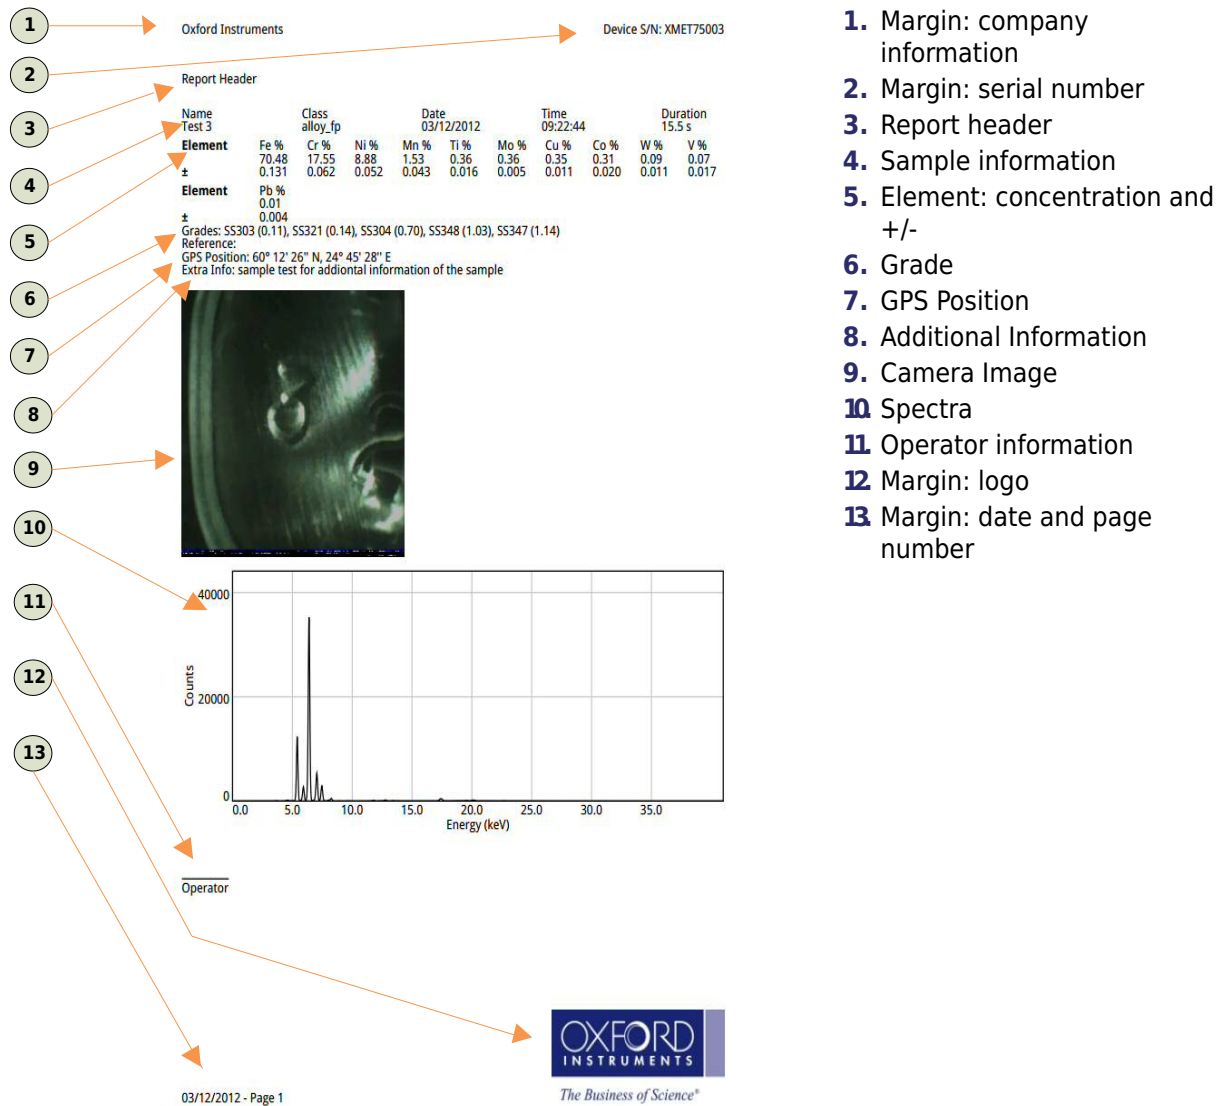 1
2
3
4
5
6
7
8
9
10
11
12
13
Oxford Instruments Device S/N: XMET75003
Report Header
Name Class Date Time Duration
Test 3 alloy_fp 03/12/2012 09:22:44 15.5 s
Element Fe % Cr % Ni % Mn % Ti % Mo % Cu % Co % W % V %
70.48 17.55 8.88 1.53 0.36 0.36 0.35 0.31 0.09 0.07
± 0.131 0.062 0.052 0.043 0.016 0.005 0.011 0.020 0.011 0.017
Element Pb %
0.01
± 0.004
Grades: SS303 (0.11), SS321 (0.14), SS304 (0.70), SS348 (1.03), SS347 (1.14)
Reference:
GPS Position: 60° 12' 26" N, 24° 45' 28'' E
Extra Info: sample test for addiontal information of the sample
40000
20000
0
Counts
0.0 5.0 10.0 15.0 20.0 25.0 30.0 35.0
Energy (keV)
Operator
OXFORD
INSTRUMENTS
The Business of Science®
03/12/2012 - Page 1
1. Margin: company
information
2. Margin: serial number
3. Report header
4. Sample information
5. Element: concentration and
+/-
6. Grade
7. GPS Position
8. Additional Information
9. Camera Image
10. Spectra
11. Operator information
12. Margin: logo
13. Margin: date and page
number